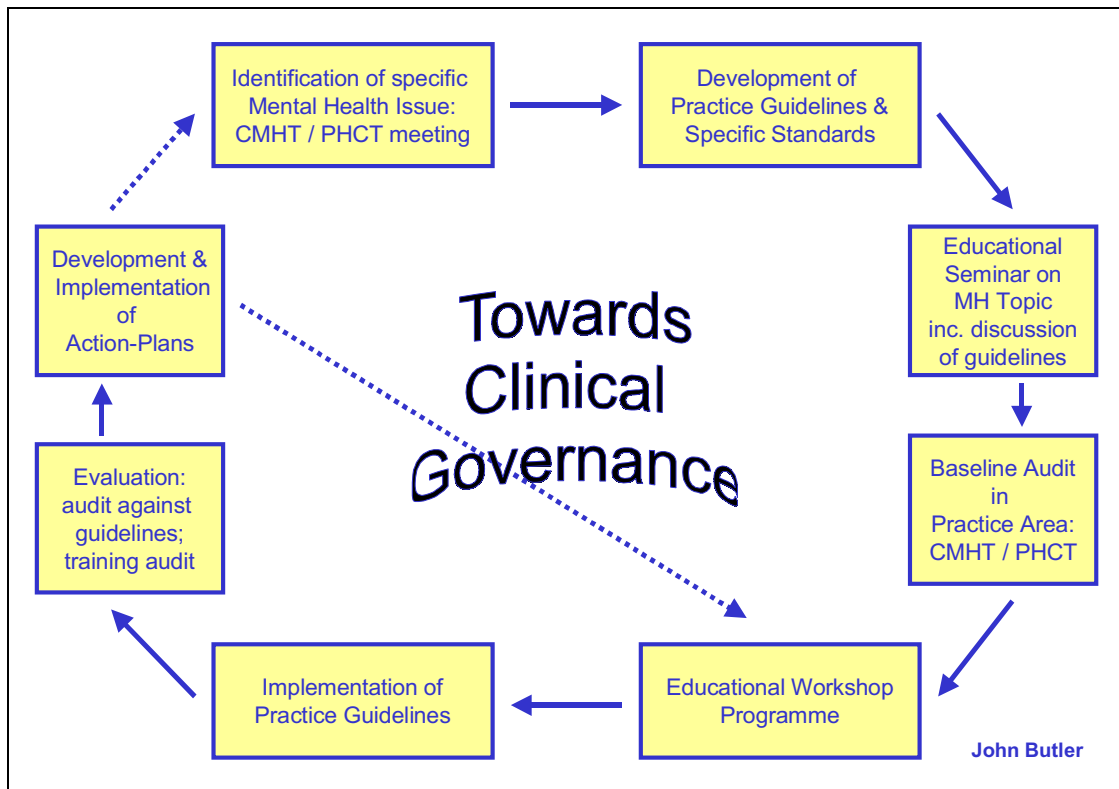 Identification of specific
Mental Health Issue:
CMHT / PHCT meeting
Development of
Practice Guidelines &
Specific Standards
Educational
Seminar on
MH Topic
inc. discussion
of guidelines
Baseline Audit
in
Practice Area:
CMHT / PHCT
Educational Workshop
Programme
Implementation of
Practice Guidelines
Evaluation:
audit against
guidelines;
training audit
Development &
Implementation
of
Action-Plans
Towards
Clinical
Governance
John Butler